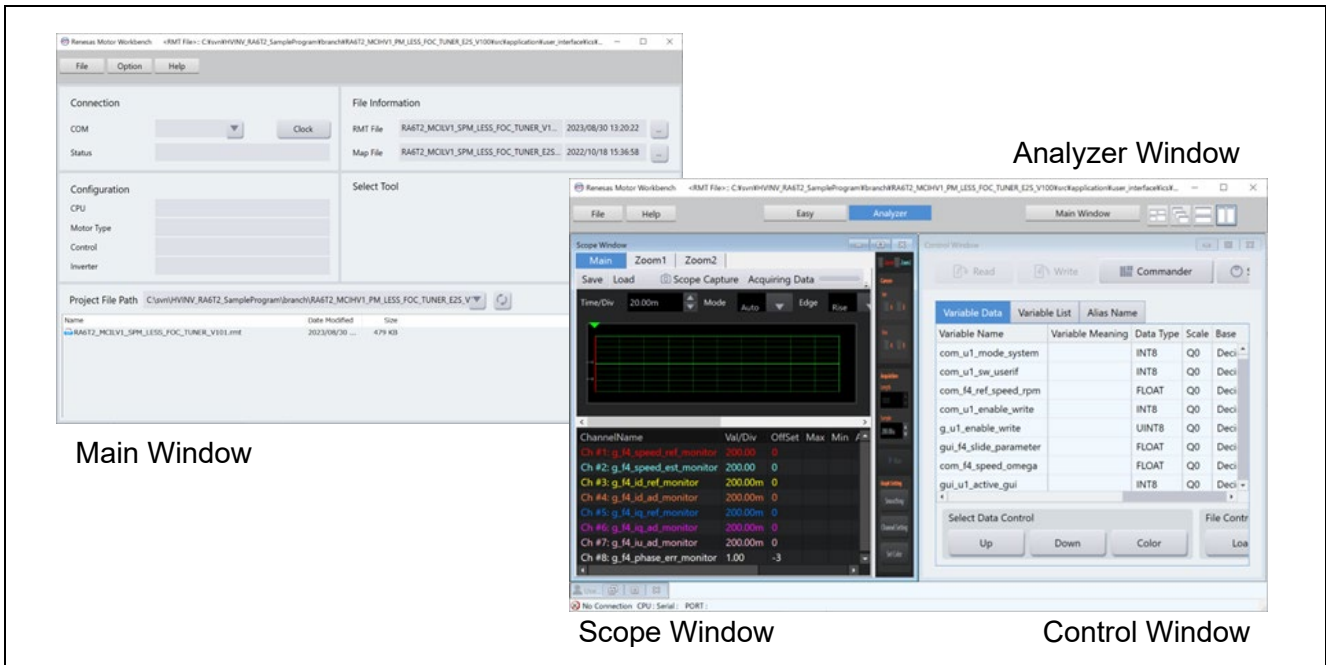 Renesas Motor Workbench <RMT File>: C:¥svn¥HVINV_RA6T2_SampleProgram¥branch¥RA6T2_MCIHV1_PM_LESS_FOC_TUNER_E2S_V100¥src¥application¥user_interface¥ics¥...
File Option Help
Connection
COM Clock
Status
File Information
RMT File RA6T2_MCILV1_SPM_LESS_FOC_TUNER_V1... 2023/08/30 13:20:22 ...
Map File RA6T2_MCILV1_SPM_LESS_FOC_TUNER_E2S... 2022/10/18 15:36:58 ...
Configuration
CPU
Motor Type
Control
Inverter
Select Tool
Project File Path C:\svn\HVINV_RA6T2_SampleProgram\branch\RA6T2_MCIHV1_PM_LESS_FOC_TUNER_E2S_V
Name Date Modified Size
RA6T2_MCILV1_SPM_LESS_FOC_TUNER_V101.rmt 2023/08/30 ... 479 KB
Main Window
Analyzer Window
Renesas Motor Workbench <RMT File>: C:¥svn¥HVINV_RA6T2_SampleProgram¥branch¥RA6T2_MCIHV1_PM_LESS_FOC_TUNER_E2S_V100¥src¥application¥user_interface¥ics¥...
File Help Easy Analyzer Main Window
Scope Window
Main Zoom1 Zoom2
Save Load Scope Capture Acquiring Data
Time/Div 20.00m Mode Auto Edge Rise
ChannelName Val/Div OffSet Max Min
Ch #1: g_f4_speed_ref_monitor 200.00 0
Ch #2: g_f4_speed_est_monitor 200.00 0
Ch #3: g_f4_id_ref_monitor 200.00m 0
Ch #4: g_f4_id_ad_monitor 200.00m 0
Ch #5: g_f4_iq_ref_monitor 200.00m 0
Ch #6: g_f4_iq_ad_monitor 200.00m 0
Ch #7: g_f4_iu_ad_monitor 200.00m 0
Ch #8: g_f4_phase_err_monitor 1.00 -3
Acquisition
Length
Smoothing
Channel Setting
Control Window
Read Write Commander
Variable Data Variable List Alias Name
Variable Name Variable Meaning Data Type Scale Base
com_u1_mode_system INT8 Q0 Deci
com_u1_sw_userif INT8 Q0 Deci
com_f4_ref_speed_rpm FLOAT Q0 Deci
com_u1_enable_write INT8 Q0 Deci
g_u1_enable_write UINT8 Q0 Deci
gui_f4_slide_parameter FLOAT Q0 Deci
com_f4_speed_omega FLOAT Q0 Deci
gui_u1_active_gui INT8 Q0 Deci
Select Data Control File Contr
Up Down Color Loa
No Connection CPU : Serial : PORT :
Scope Window
Control Window